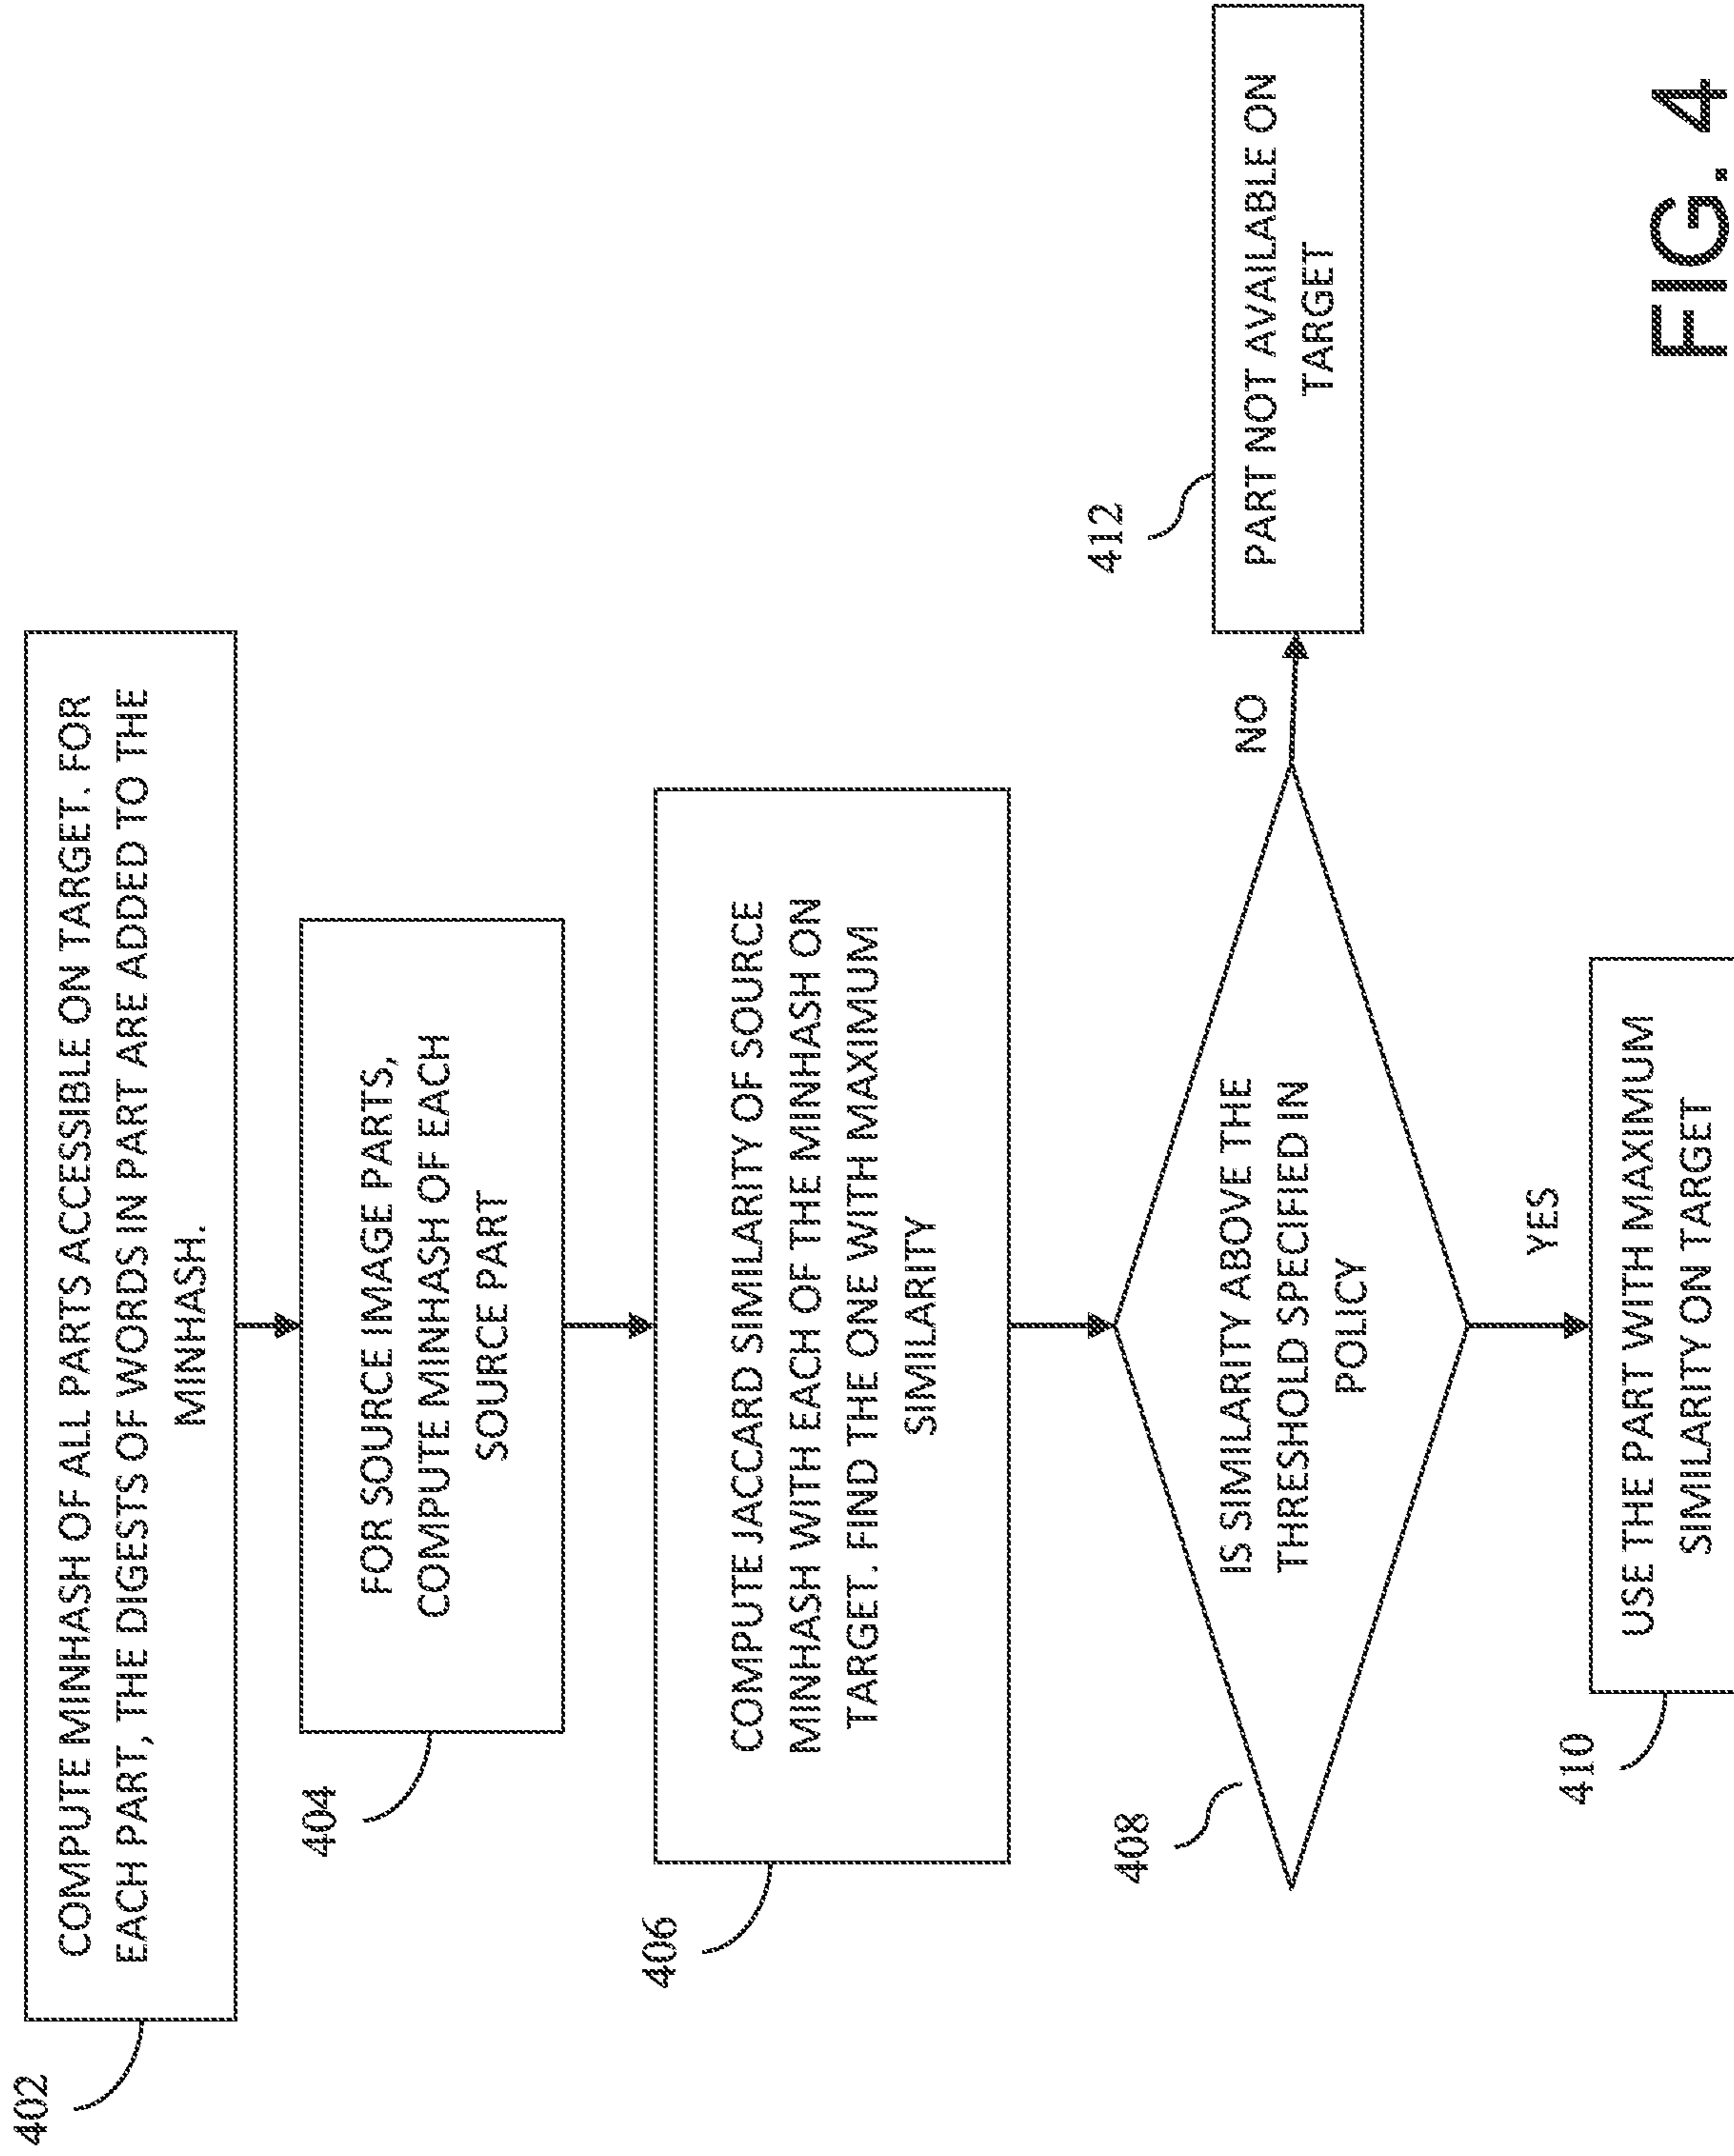 402
COMPUTE MINHASH OF ALL PARTS ACCESSIBLE ON TARGET. FOR
EACH PART, THE DIGESTS OF WORDS IN PART ARE ADDED TO THE
MINHASH.
404
FOR SOURCE IMAGE PARTS,
COMPUTE MINHASH OF EACH
SOURCE PART
406
COMPUTE JACCARD SIMILARITY OF SOURCE
MINHASH WITH EACH OF THE MINHASH ON
TARGET. FIND THE ONE WITH MAXIMUM
SIMILARITY
408
IS SIMILARITY ABOVE THE
THRESHOLD SPECIFIED IN
POLICY
NO
412
PART NOT AVAILABLE ON
TARGET
YES
410
USE THE PART WITH MAXIMUM
SIMILARITY ON TARGET
FIG. 4